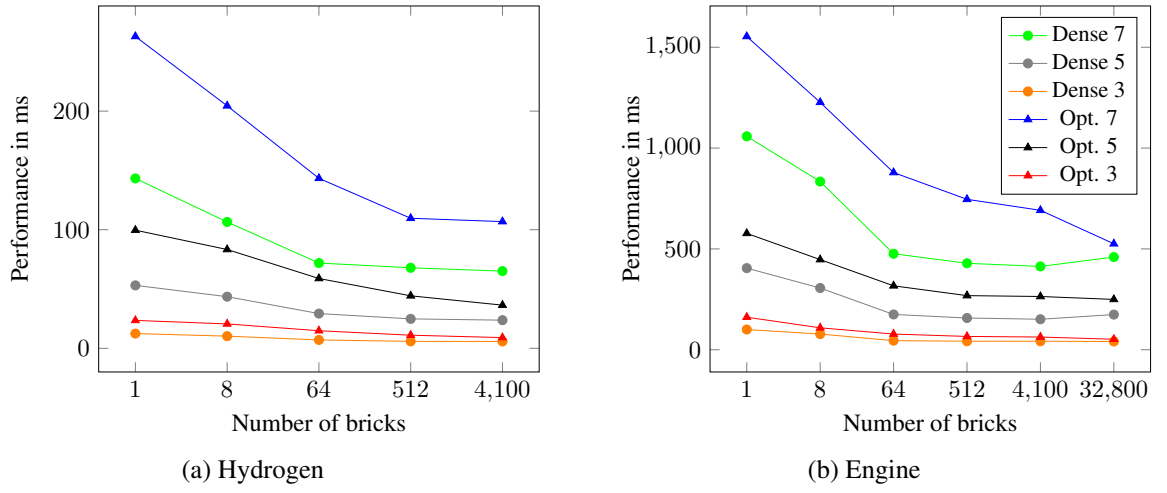 200
100
0
Performance in ms
1 8 64 512 4,100
Number of bricks
(a) Hydrogen
1,500
1,000
500
0
Performance in ms
1 8 64 512 4,100 32,800
Number of bricks
(b) Engine
Dense 7
Dense 5
Dense 3
Opt. 7
Opt. 5
Opt. 3